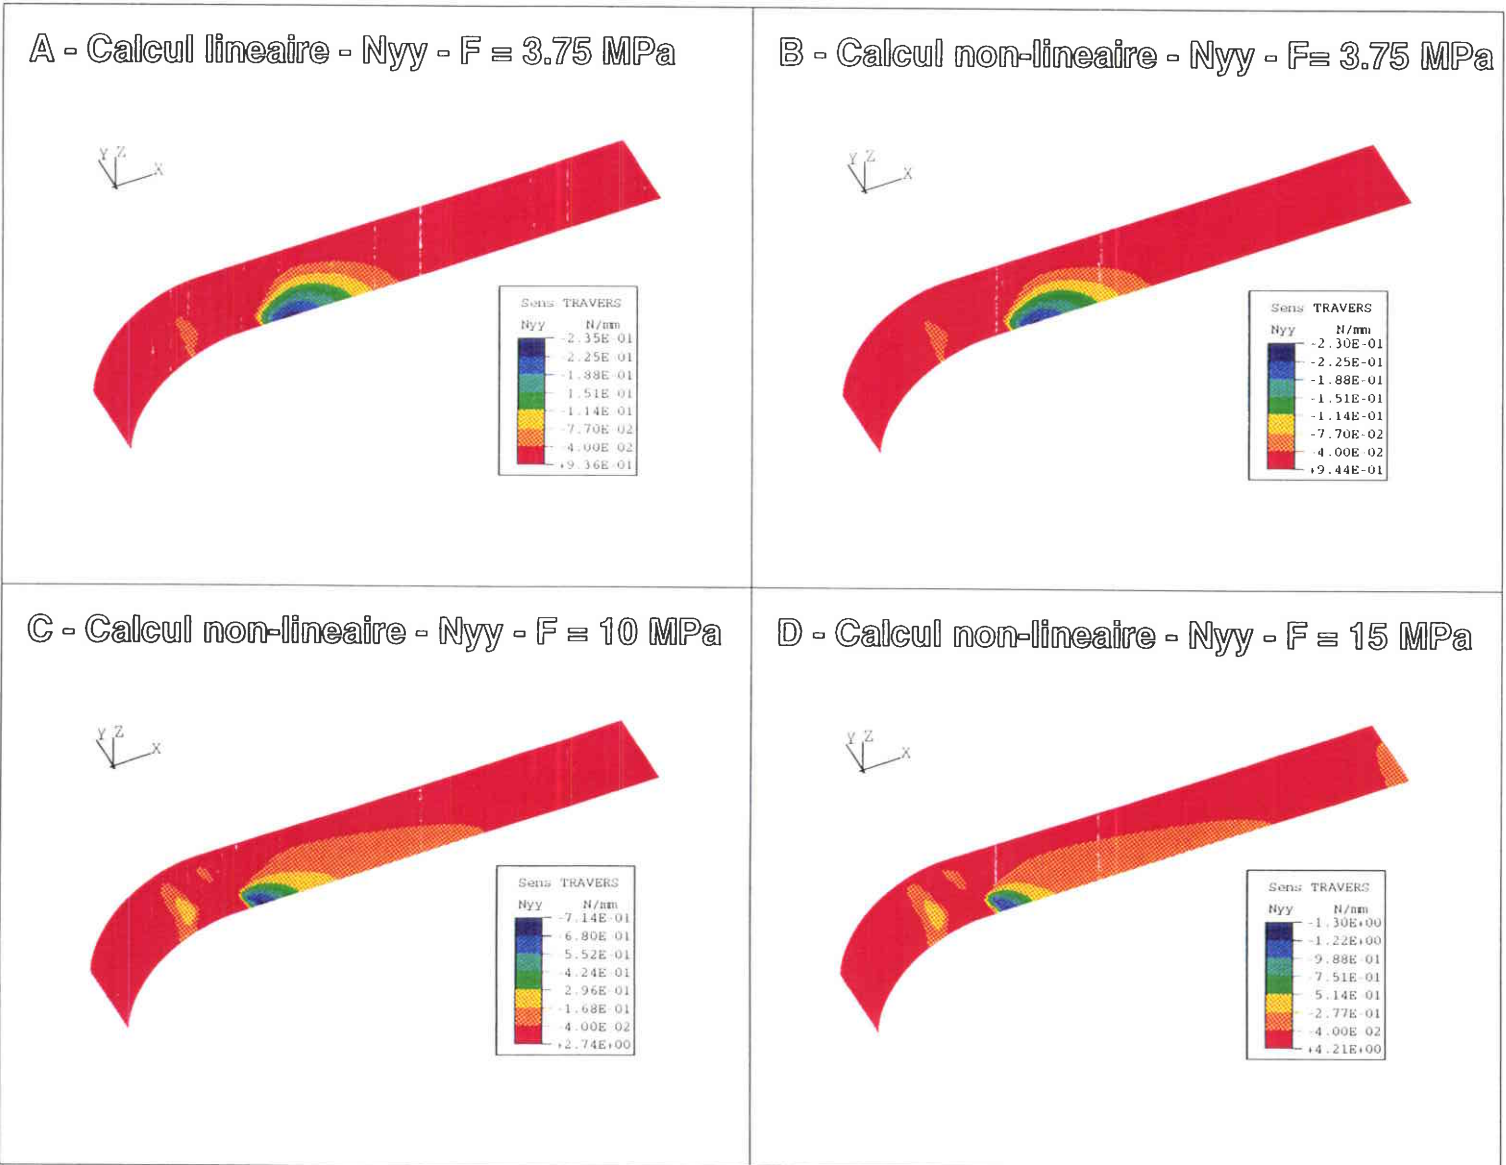 A - Calcul lineaire - Nyy - F = 3.75 MPa
Y Z
X
Sens TRAVERS
Nyy N/mm
-2.35E-01
-2.25E-01
-1.88E-01
1.51E-01
-1.14E-01
-7.70E-02
-4.00E-02
+9.36E-01
B - Calcul non-lineaire - Nyy - F= 3.75 MPa
Y Z
X
Sens TRAVERS
Nyy N/mm
-2.30E-01
-2.25E-01
-1.88E-01
-1.51E-01
-1.14E-01
-7.70E-02
-4.00E-02
+9.44E-01
C - Calcul non-lineaire - Nyy - F = 10 MPa
Y Z
X
Sens TRAVERS
Nyy N/mm
-7.14E-01
6.80E 01
5.52E 01
4.24E 01
2.96E 01
-1.68E 01
-4.00E 02
+2.74E+00
D - Calcul non-lineaire - Nyy - F = 15 MPa
Y Z
X
Sens TRAVERS
Nyy N/mm
-1.30E+00
-1.22E+00
-9.88E-01
-7.51E-01
5.14E 01
-2.77E-01
-4.00E 02
+4.21E+00